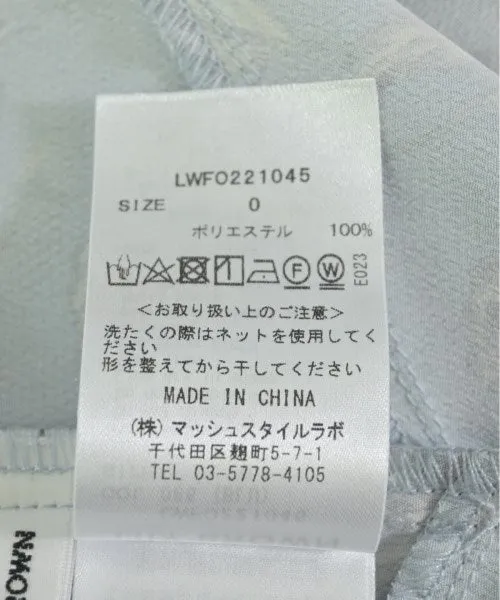 LWFO221045
SIZE 0
ポリエステル 100%
F
W
E023
<お取り扱い上のご注意>
洗たくの際はネットを使用してく
ださい
形を整えてから干してください
MADE IN CHINA
(株)マッシュスタイルラボ
千代田区麹町5-7-1
TEL 03-5778-4105
LWFO221045
ROWN